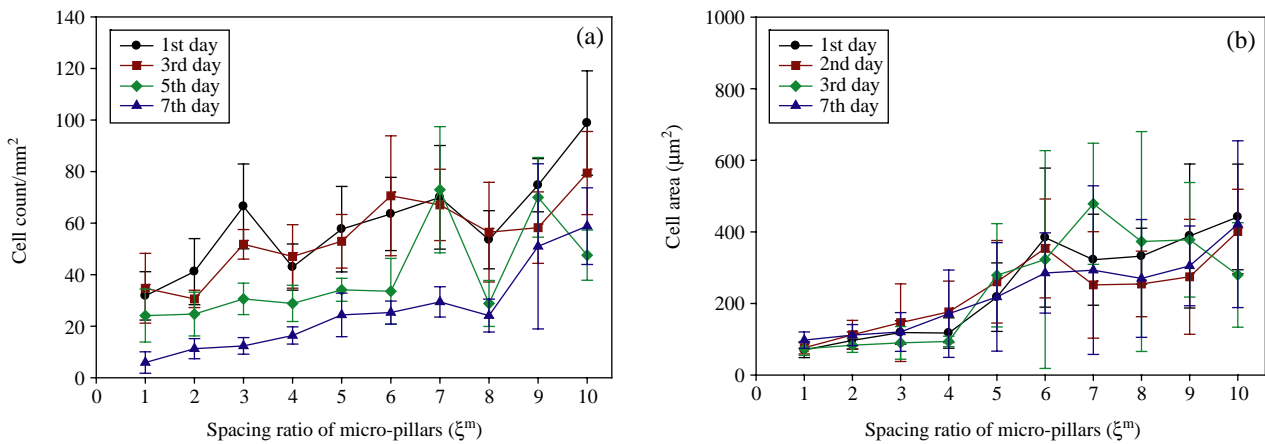 140
120
100
80
60
40
20
0
0 1 2 3 4 5 6 7 8 9 10
Cell count/mm²
Spacing ratio of micro-pillars (ξᵐ)
1st day
3rd day
5th day
7th day
(a)
1000
800
600
400
200
0
0 1 2 3 4 5 6 7 8 9 10
Cell area (μm²)
Spacing ratio of micro-pillars (ξᵐ)
1st day
2nd day
3rd day
7th day
(b)